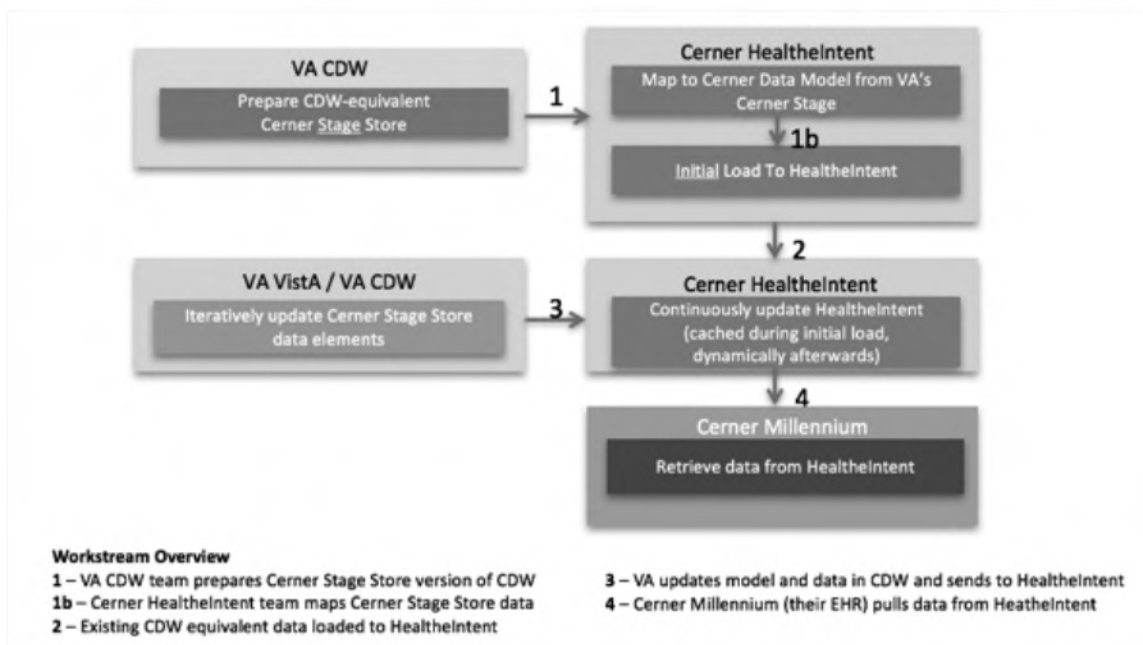 VA CDW
Prepare CDW-equivalent
Cerner Stage Store
1
Cerner HealtheIntent
Map to Cerner Data Model from VA's
Cerner Stage
1b
Initial Load To HealtheIntent
2
VA VistA / VA CDW
Iteratively update Cerner Stage Store
data elements
3
Cerner HealtheIntent
Continuously update HealtheIntent
(cached during initial load,
dynamically afterwards)
4
Cerner Millennium
Retrieve data from HealtheIntent
Workstream Overview
1 – VA CDW team prepares Cerner Stage Store version of CDW
1b – Cerner HealtheIntent team maps Cerner Stage Store data
2 – Existing CDW equivalent data loaded to HealtheIntent
3 – VA updates model and data in CDW and sends to HealtheIntent
4 – Cerner Millennium (their EHR) pulls data from HeatheIntent